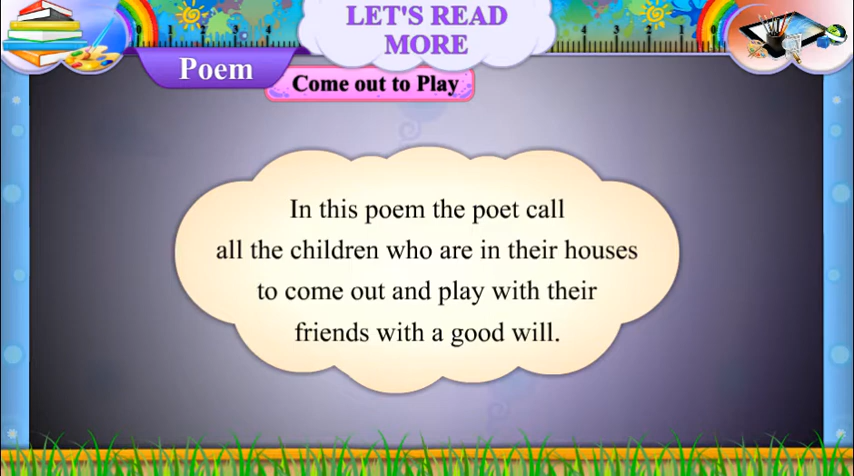 LET'S READ
MORE
Poem
Come out to Play
In this poem the poet call
all the children who are in their houses
to come out and play with their
friends with a good will.